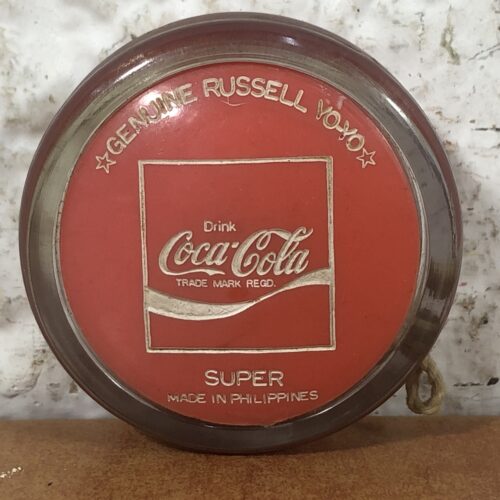 GENUINE RUSSELL YO-YO
Drink
Coca-Cola
TRADE MARK REGD.
SUPER
MADE IN PHILIPPINES